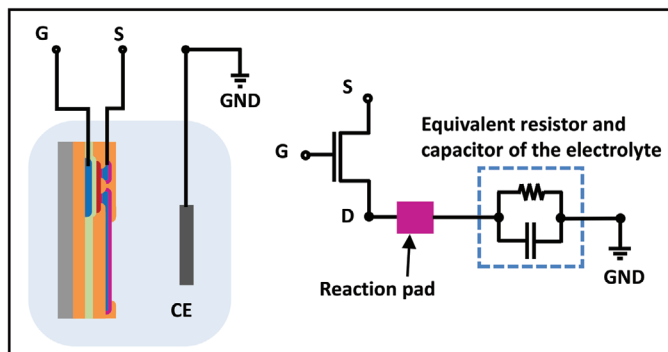 G
S
GND
CE
S
G
D
Equivalent resistor and
capacitor of the electrolyte
Reaction pad
GND